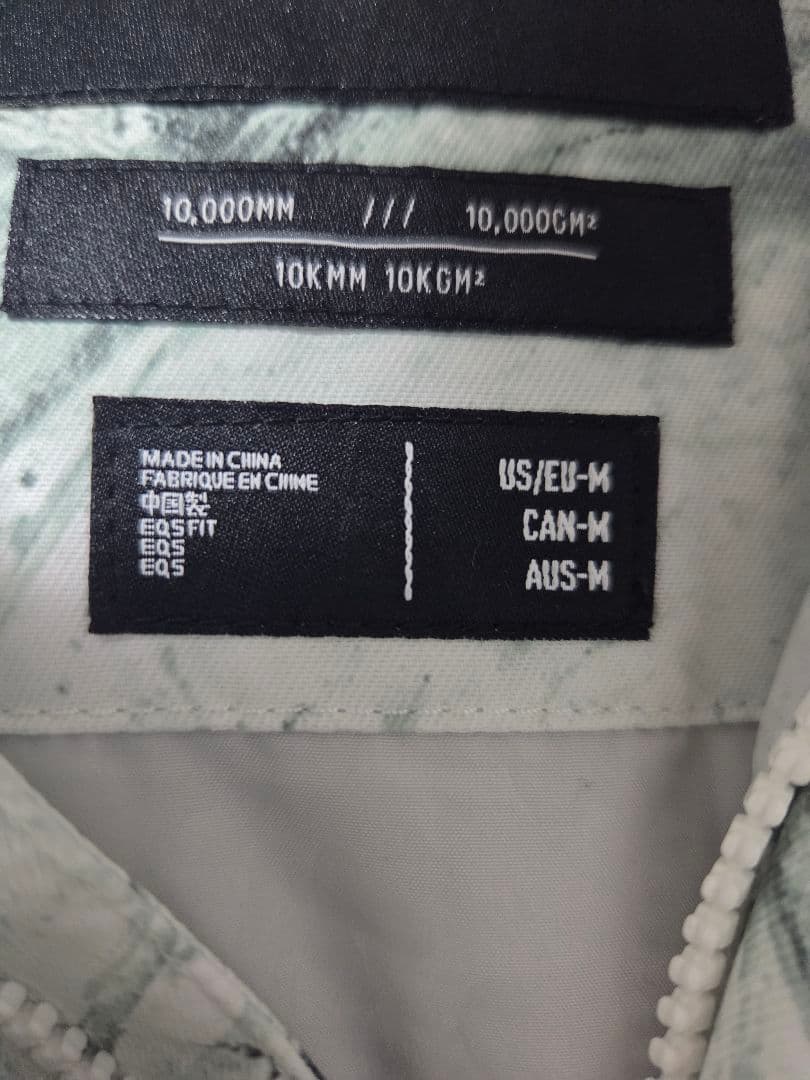 10,000MM /// 10,000GM²
10KMM 10KGM²
MADE IN CHINA
FABRIQUE EN CHINE
中国製
EQS FIT
EQS
EQS
US/EU-M
CAN-M
AUS-M